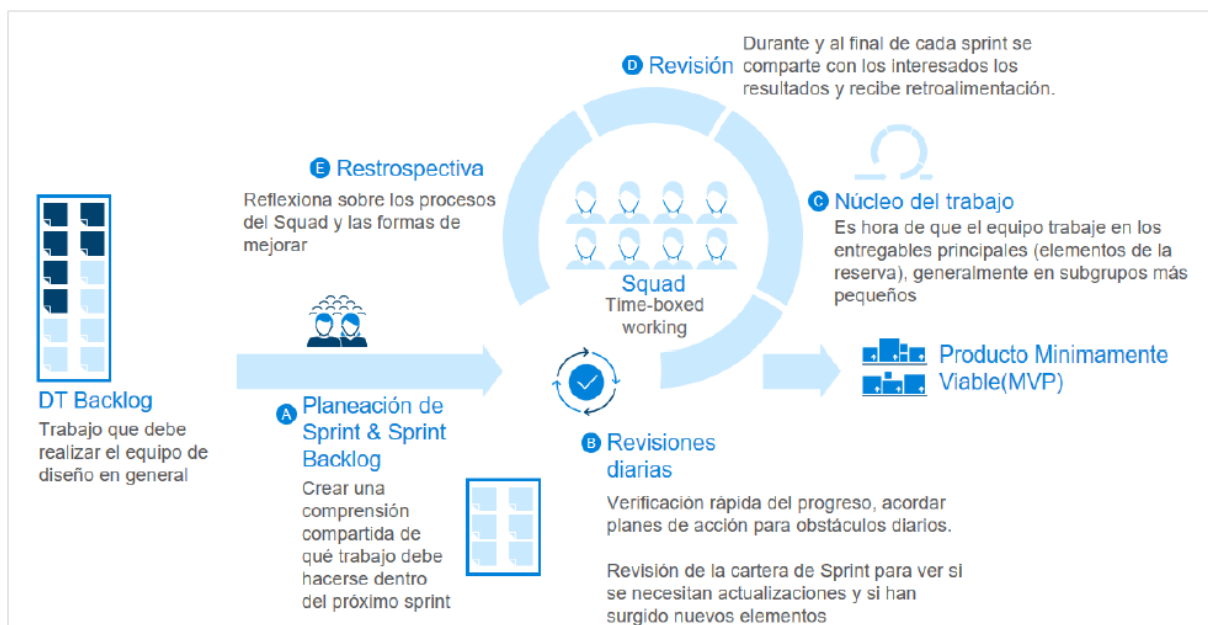 D Revisión
Durante y al final de cada sprint se
comparte con los interesados los
resultados y recibe retroalimentación.
E Restrospectiva
Reflexiona sobre los procesos
del Squad y las formas de
mejorar
C Núcleo del trabajo
Es hora de que el equipo trabaje en los
entregables principales (elementos de la
reserva), generalmente en subgrupos más
pequeños
Squad
Time-boxed
working
Producto Minimamente
Viable(MVP)
DT Backlog
Trabajo que debe
realizar el equipo de
diseño en general
A Planeación de
Sprint & Sprint
Backlog
Crear una
comprensión
compartida de
qué trabajo debe
hacerse dentro
del próximo sprint
B Revisiones
diarias
Verificación rápida del progreso, acordar
planes de acción para obstáculos diarios.
Revisión de la cartera de Sprint para ver si
se necesitan actualizaciones y si han
surgido nuevos elementos